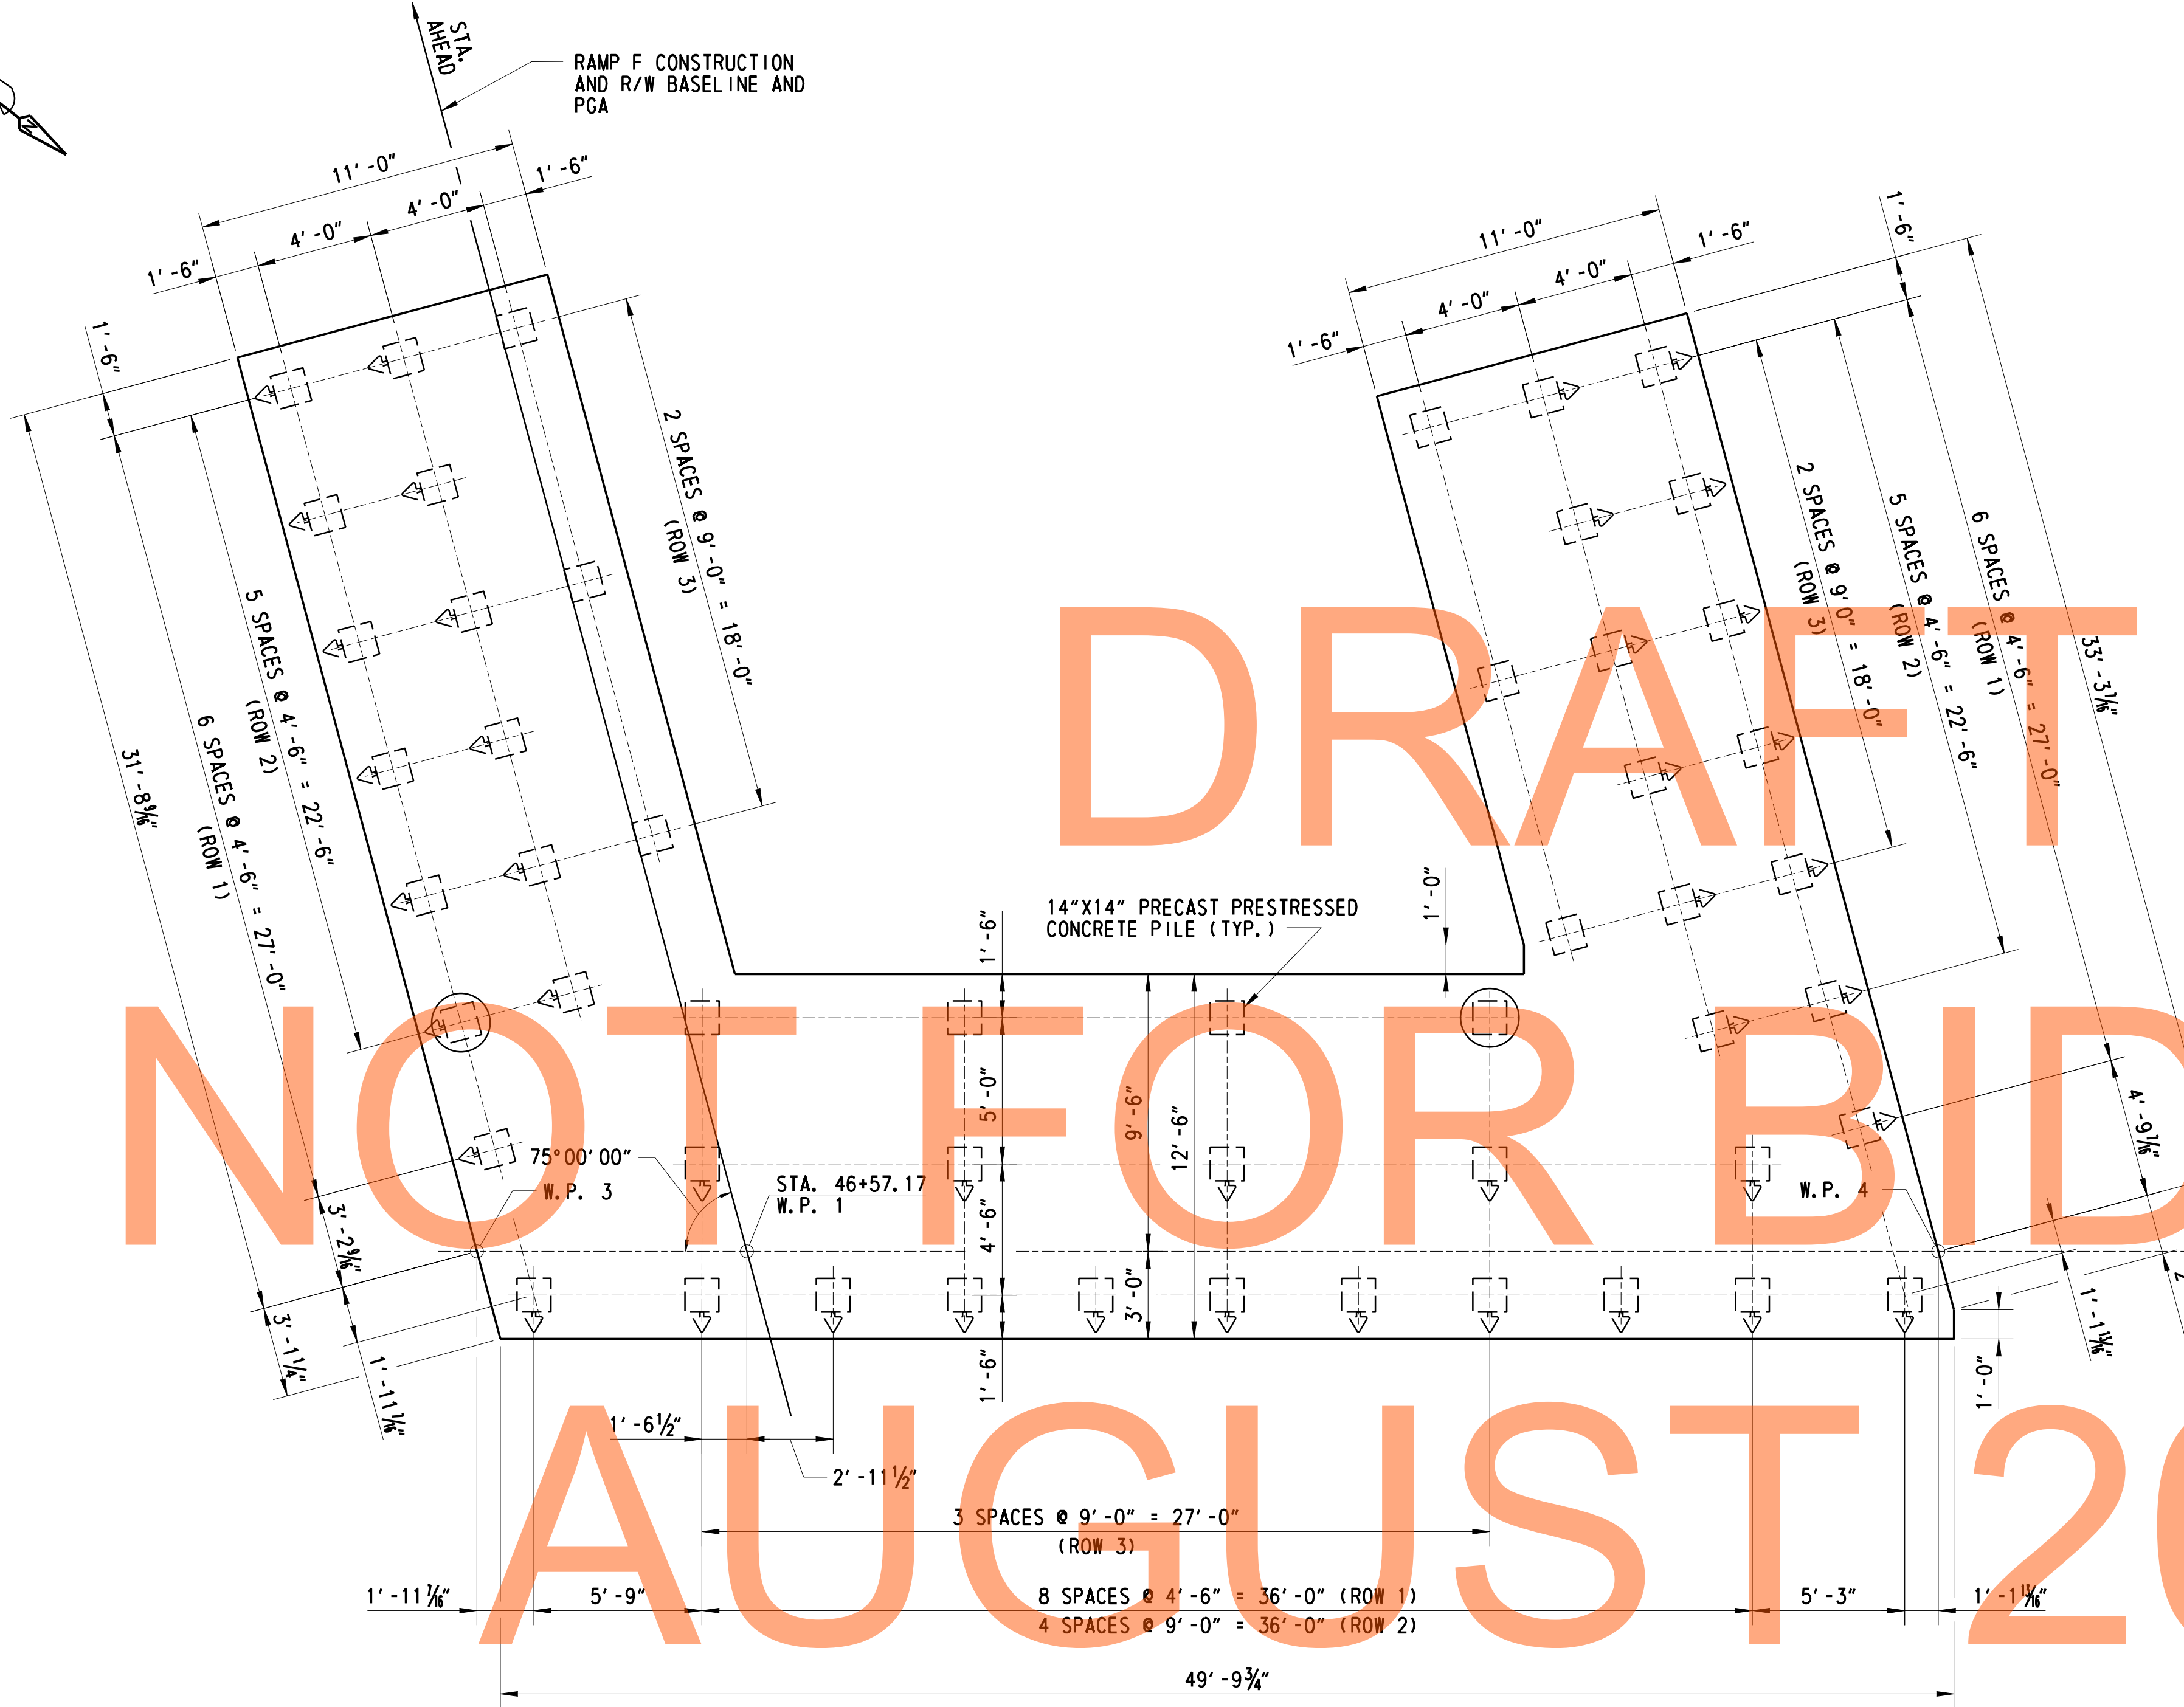 STA.
AHEAD
RAMP F CONSTRUCTION
AND R/W BASELINE AND
PGA
N
11'-0"
1'-6"
4'-0"
4'-0"
1'-6"
1'-6"
11'-0"
1'-6"
4'-0"
4'-0"
1'-6"
1'-6"
2 SPACES @ 9'-0" = 18'-0"
(ROW 3)
5 SPACES @ 4'-6" = 22'-6"
(ROW 2)
6 SPACES @ 4'-6" = 27'-0"
(ROW 1)
31'-8 9/16"
2 SPACES @ 9'0" = 18'-0"
(ROW 3)
5 SPACES @ 4'-6" = 22'-6"
(ROW 2)
6 SPACES @ 4'-6" = 27'-0"
(ROW 1)
33'-3 1/16"
DRAFT
14"X14" PRECAST PRESTRESSED
CONCRETE PILE (TYP.)
1'-0"
1'-6"
5'-0"
9'-6"
12'-6"
4'-6"
3'-0"
1'-6"
NOT FOR BID
75°00'00"
W.P. 3
STA. 46+57.17
W.P. 1
W.P. 4
4'-9 1/16"
3'-2 9/16"
3'-1 1/4"
1'-11 7/16"
1'-1 13/16"
1'-0"
1'-6 1/2"
2'-11 1/2"
AUGUST 20
3 SPACES @ 9'-0" = 27'-0"
(ROW 3)
1'-11 7/16"
5'-9"
8 SPACES @ 4'-6" = 36'-0" (ROW 1)
4 SPACES @ 9'-0" = 36'-0" (ROW 2)
5'-3"
1'-1 13/16"
49'-9 3/4"